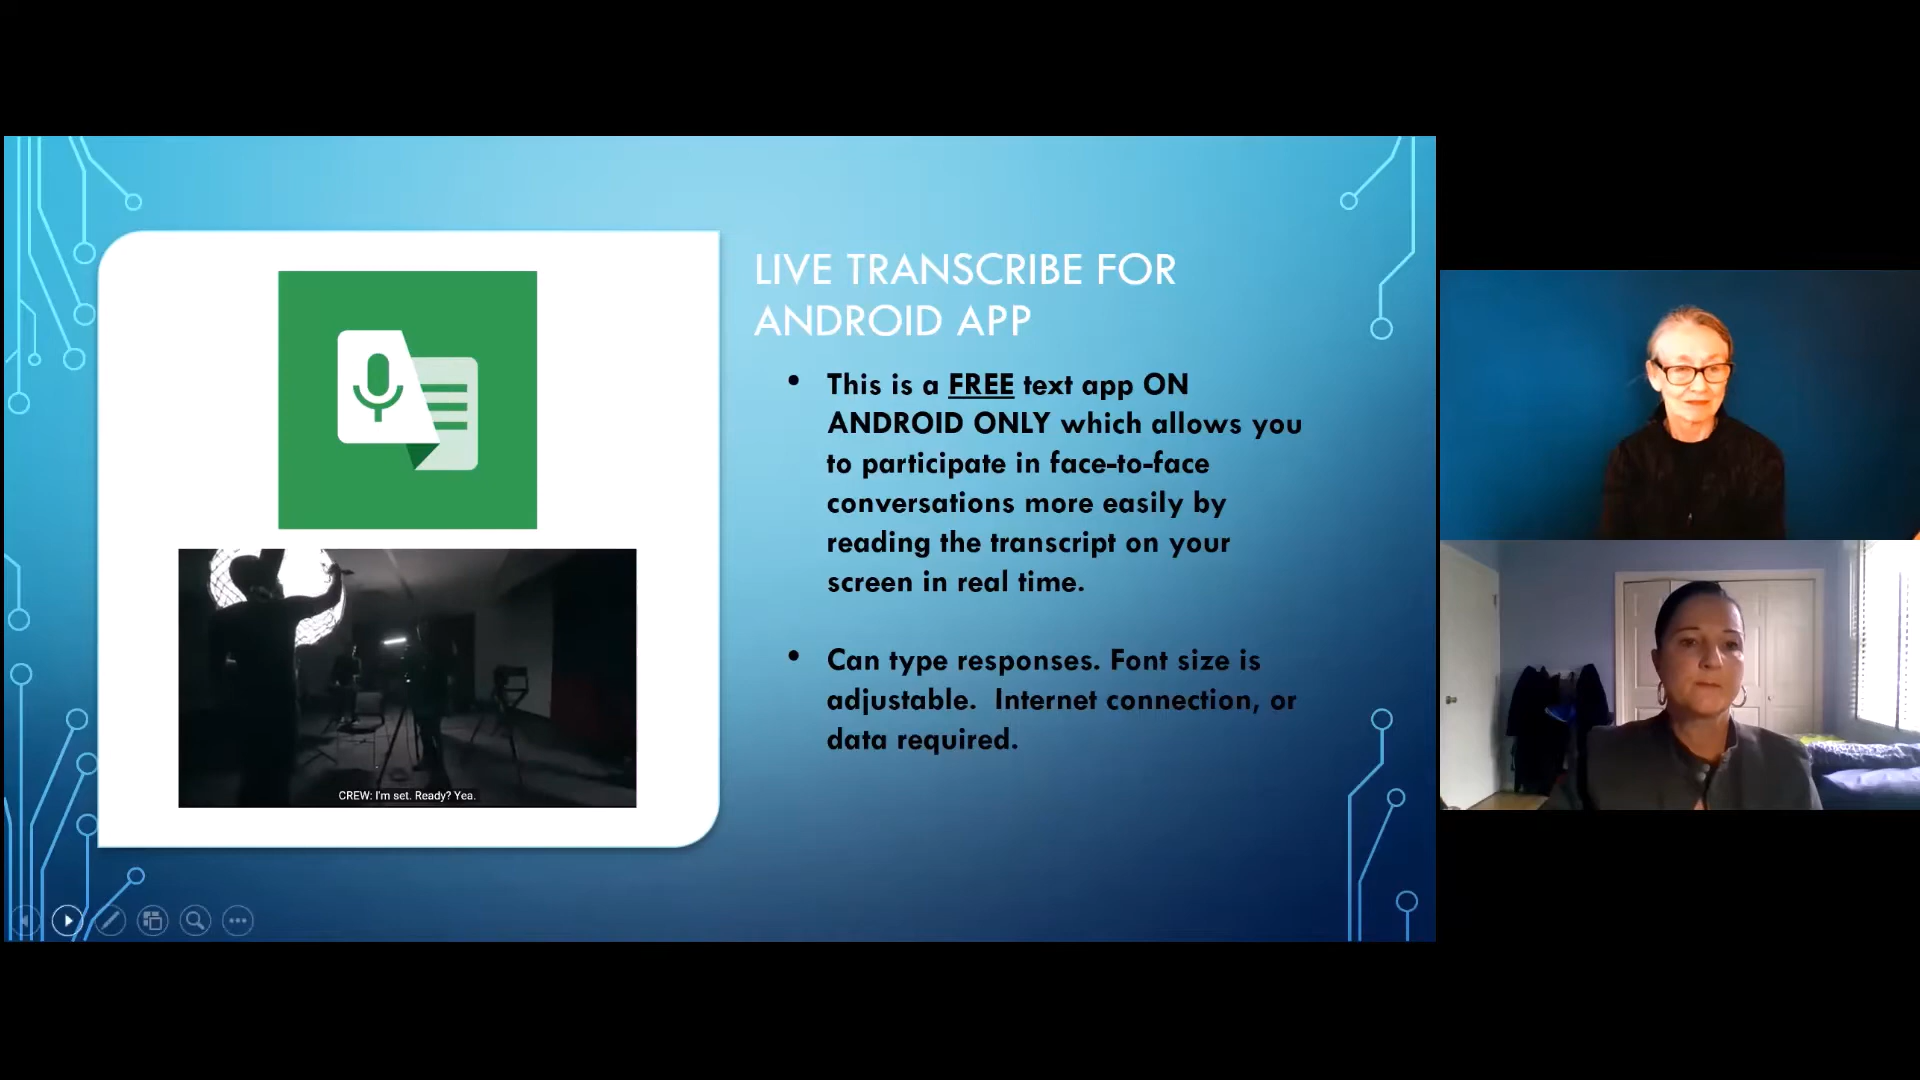 LIVE TRANSCRIBE FOR
ANDROID APP
• This is a FREE text app ON
ANDROID ONLY which allows you
to participate in face-to-face
conversations more easily by
reading the transcript on your
screen in real time.
• Can type responses. Font size is
adjustable. Internet connection, or
data required.
CREW: I'm set. Ready? Yea.